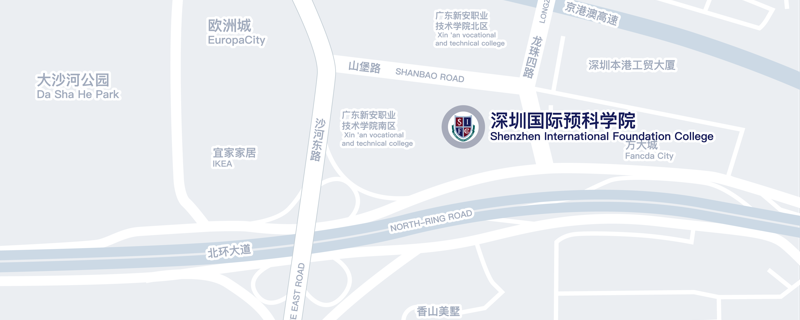 欧洲城
EuropaCity
广东新安职业
技术学院北区
Xin 'an vocational
and technical college
京港澳高速
龙珠四路
大沙河公园
Da Sha He Park
山堡路 SHANBAO ROAD
深圳本港工贸大厦
广东新安职业
技术学院南区
Xin 'an vocational
and technical college
沙河东路
深圳国际预科学院
Shenzhen International Foundation College
方大城
Fancda City
宜家家居
IKEA
NORTH-RING ROAD
北环大道
EAST ROAD
香山美墅